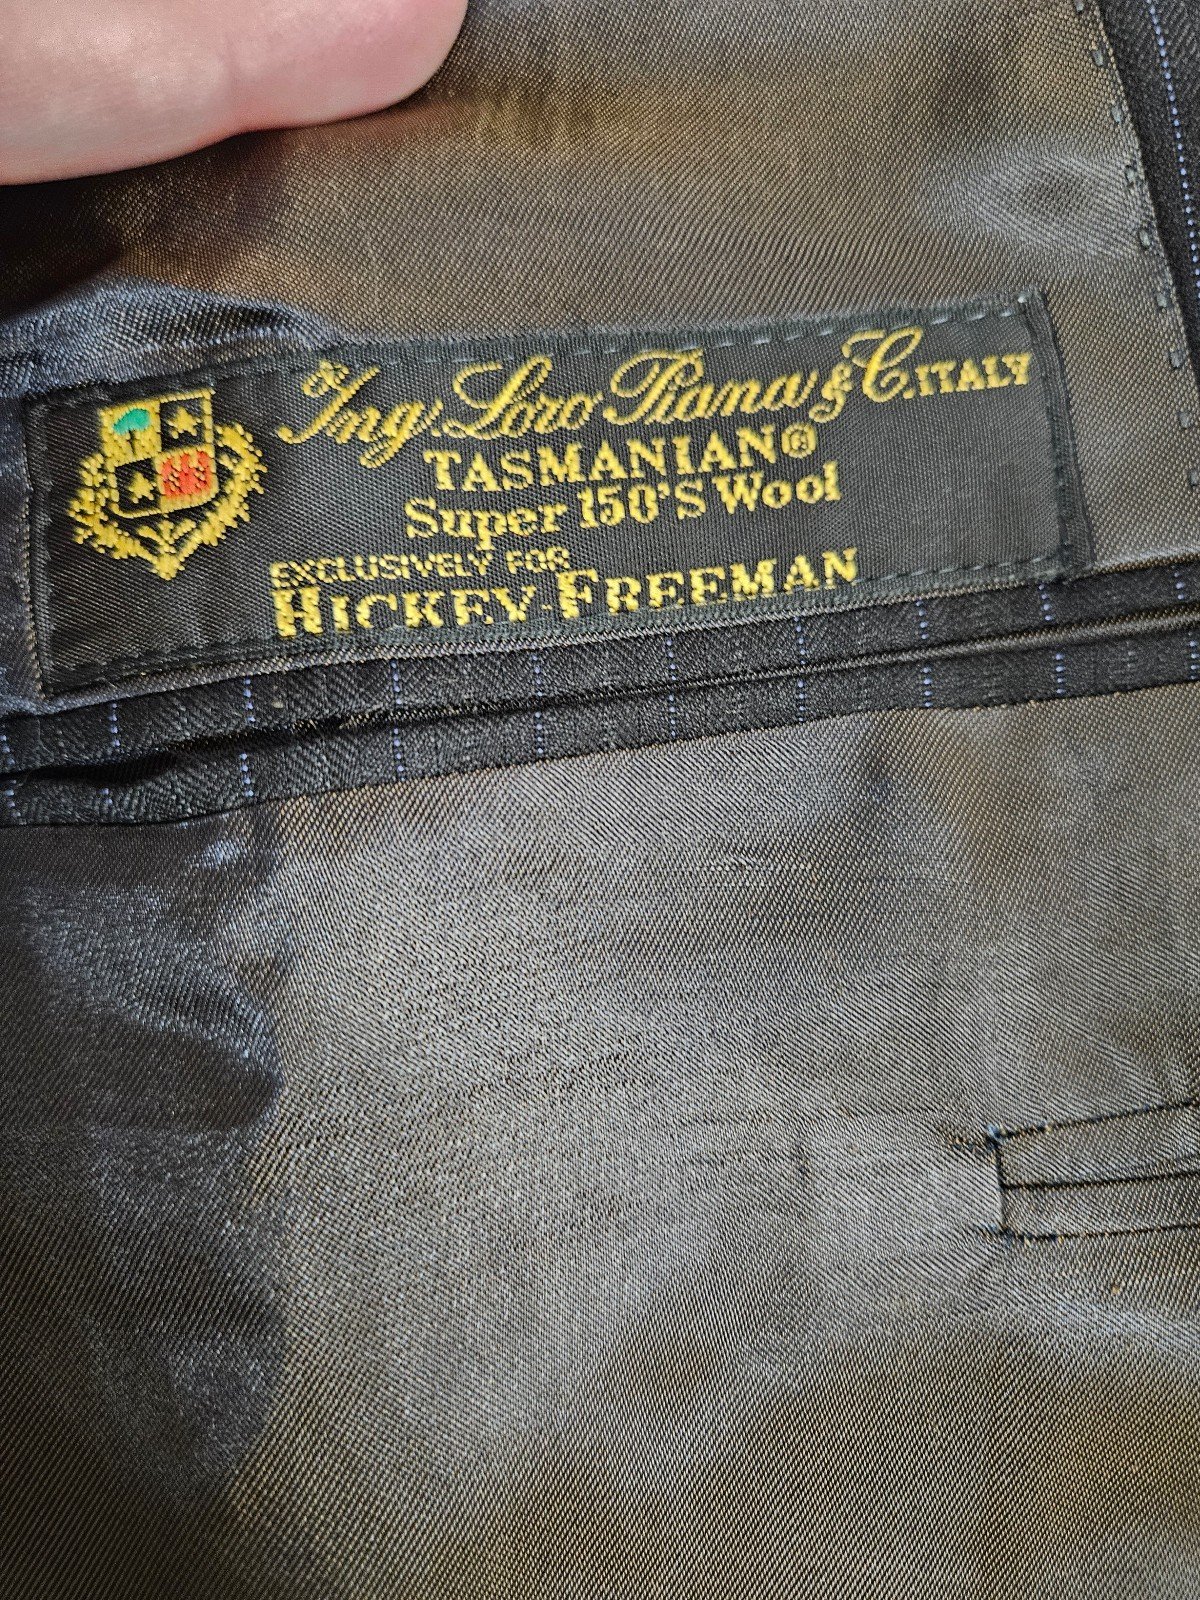 Ing. Loro Piana & C. ITALY
TASMANIAN®
Super 150'S Wool
EXCLUSIVELY FOR
HICKEY-FREEMAN